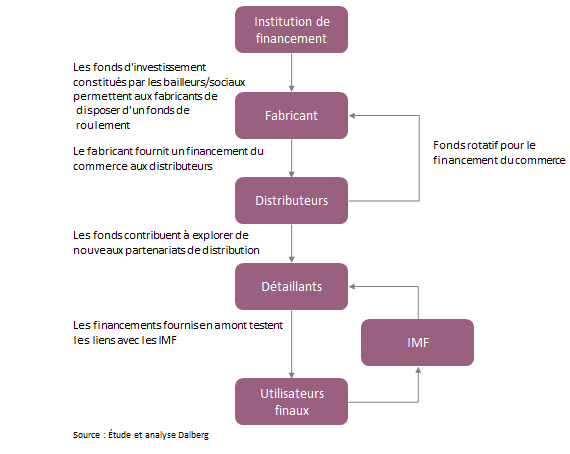 Institution de
financement
Les fonds d'investissement
constitués par les bailleurs/sociaux
permettent aux fabricants de
disposer d'un fonds de
roulement
Fabricant
Fonds rotatif pour le
financement du commerce
Le fabricant fournit un financement du
commerce aux distributeurs
Distributeurs
Les fonds contribuent à explorer de
nouveaux partenariats de distribution
Détaillants
Les financements fournis en amont testent
les liens avec les IMF
IMF
Utilisateurs
finaux
Source : Étude et analyse Dalberg